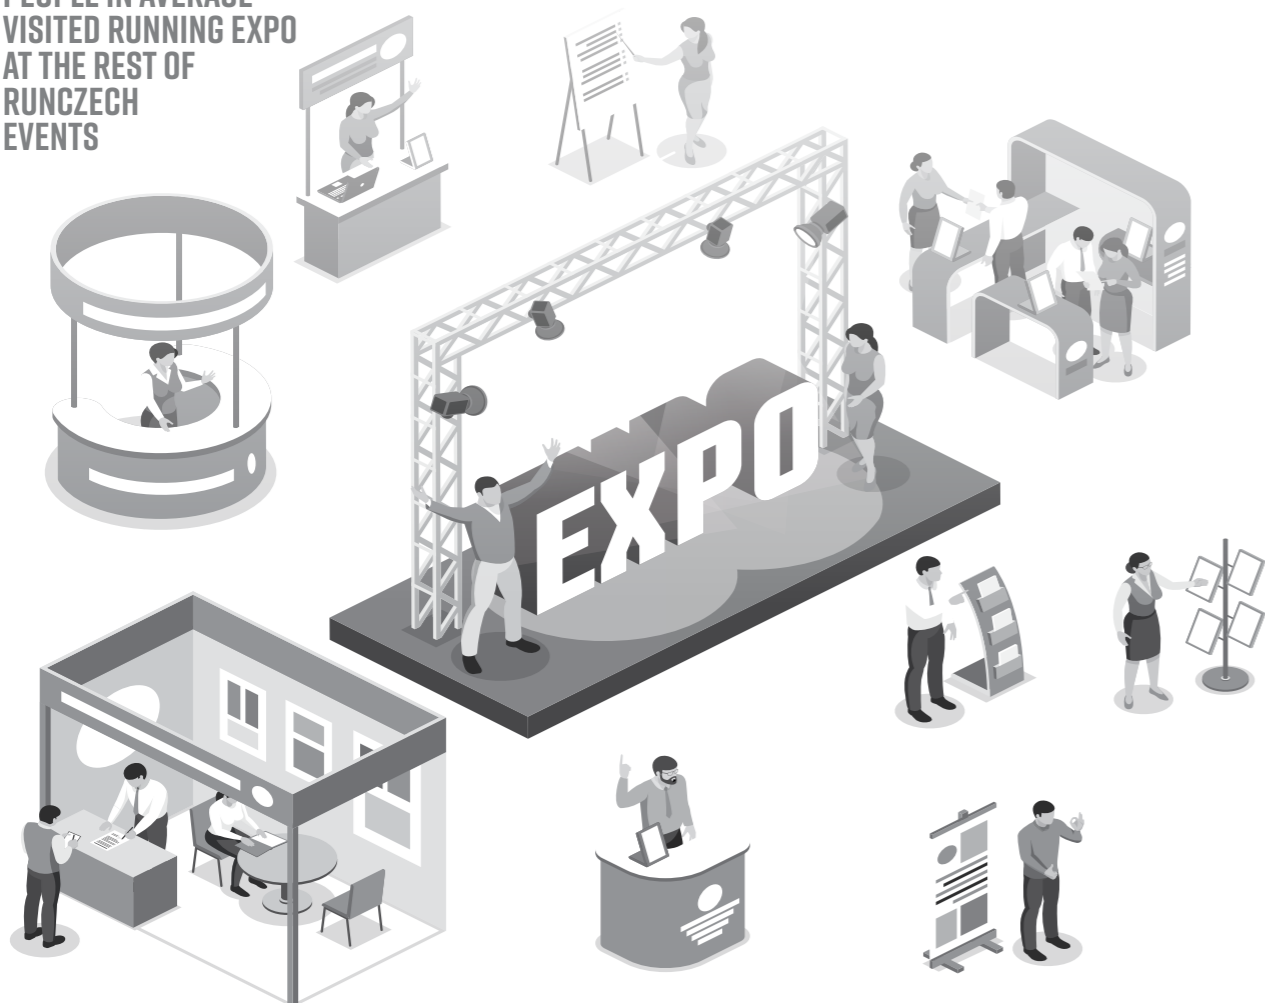 PEOPLE IN AVERAGE
VISITED RUNNING EXPO
AT THE REST OF
RUNCZECH
EVENTS
EXPO